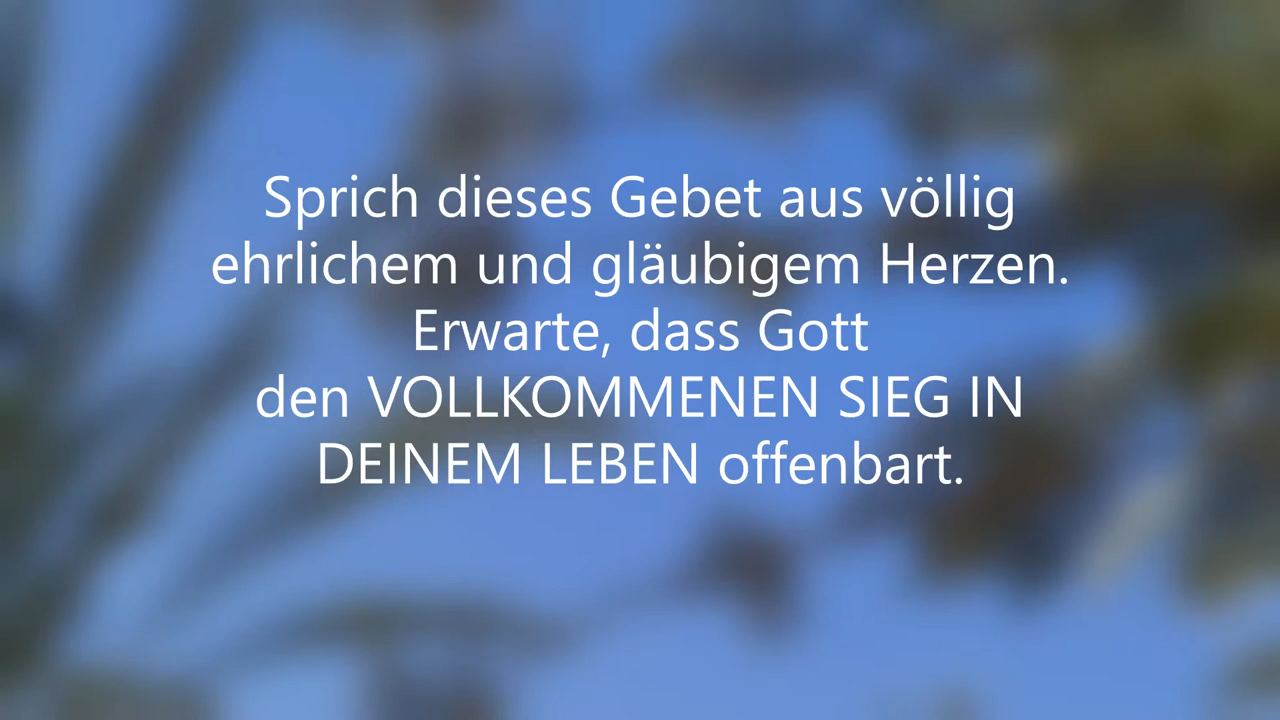 Sprich dieses Gebet aus völlig
ehrlichem und gläubigem Herzen.
Erwarte, dass Gott
den VOLLKOMMENEN SIEG IN
DEINEM LEBEN offenbart.